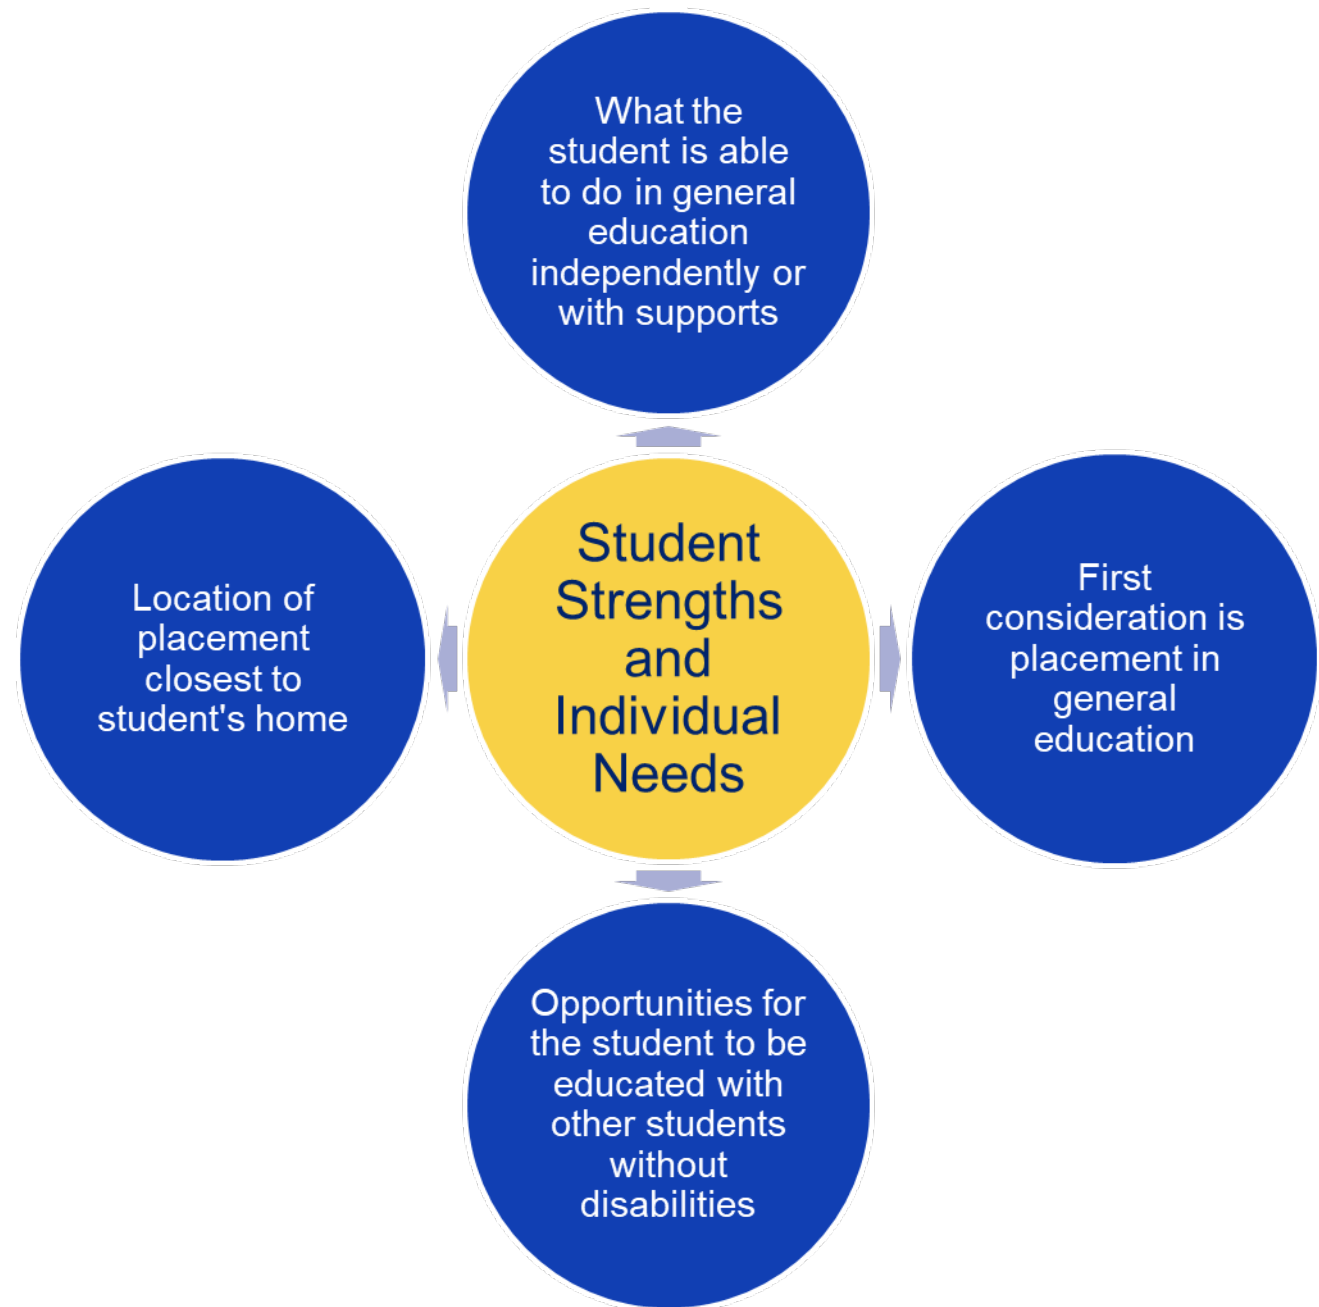 What the
student is able
to do in general
education
independently or
with supports
Location of
placement
closest to
student's home
Student
Strengths
and
Individual
Needs
First
consideration is
placement in
general
education
Opportunities for
the student to be
educated with
other students
without
disabilities